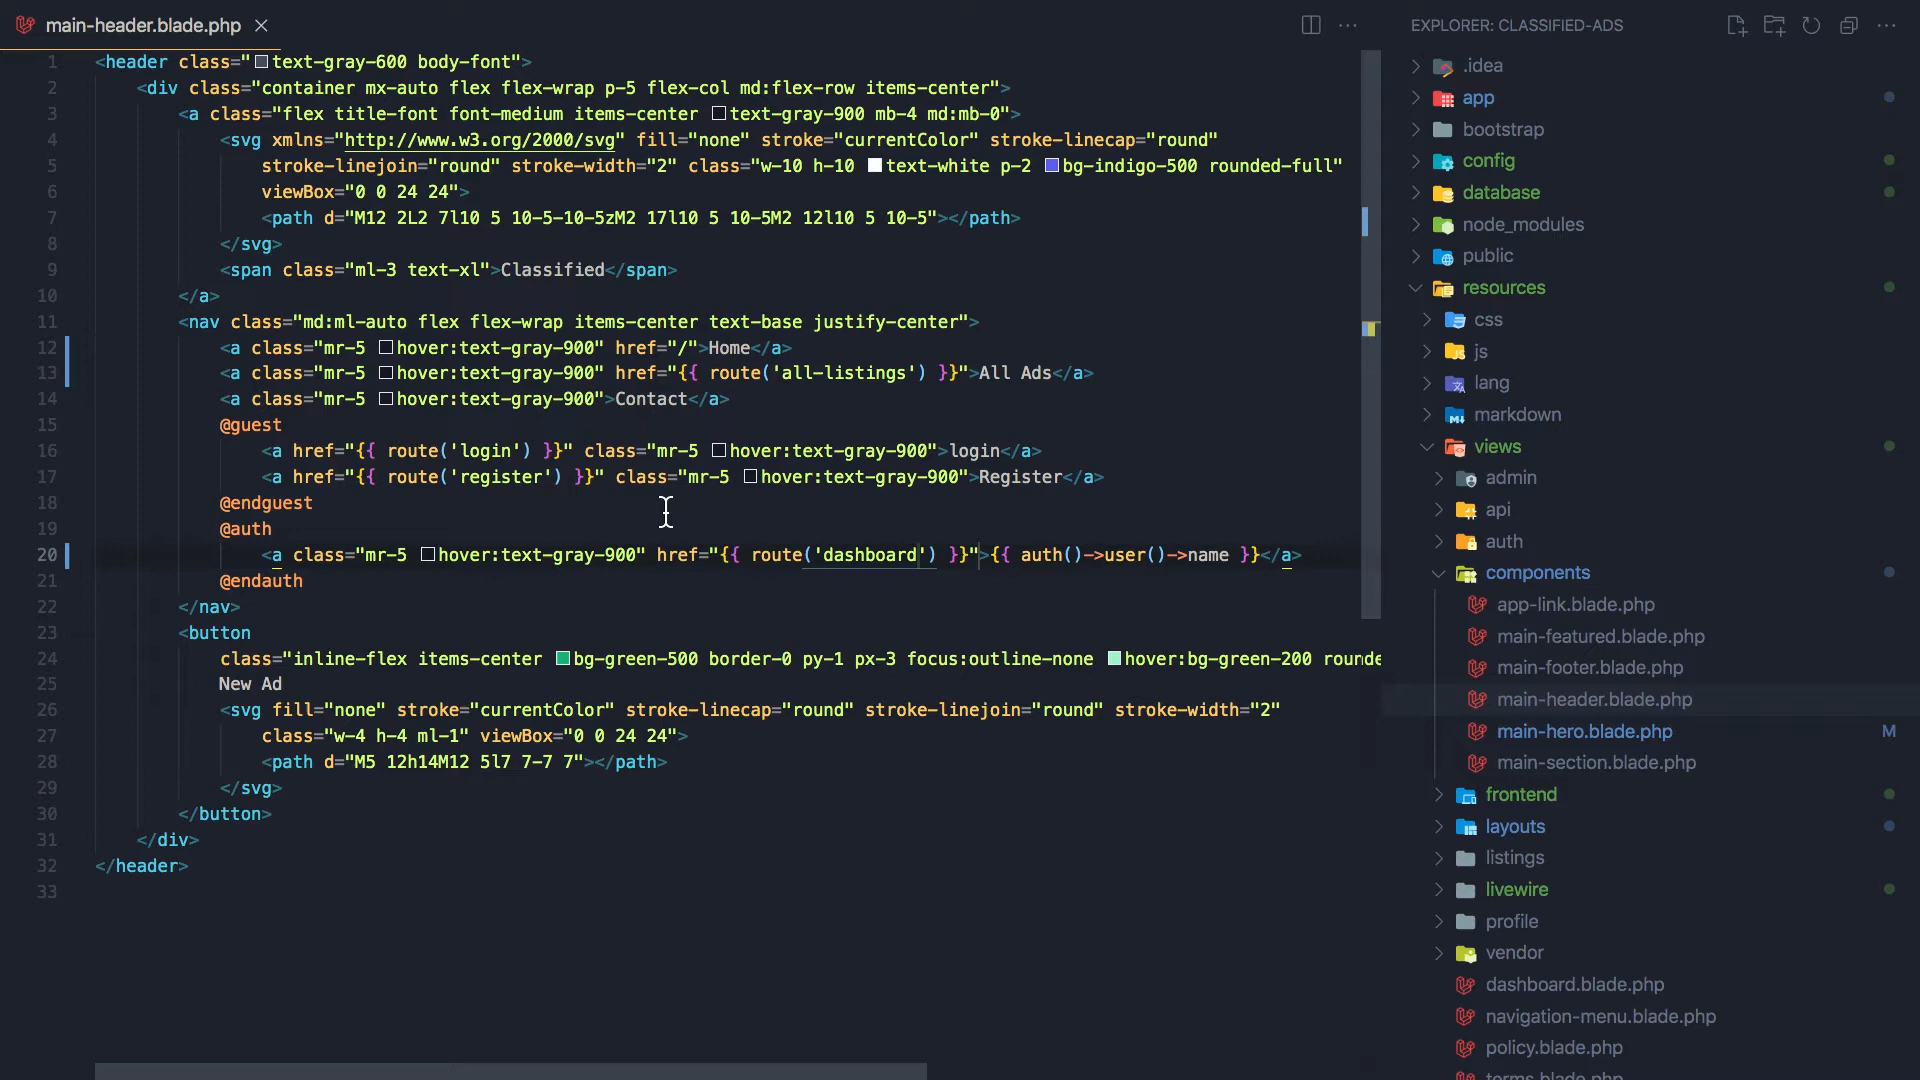 main-header.blade.php
EXPLORER: CLASSIFIED-ADS
1 <header class="text-gray-600 body-font">
2 <div class="container mx-auto flex flex-wrap p-5 flex-col md:flex-row items-center">
3 <a class="flex title-font font-medium items-center text-gray-900 mb-4 md:mb-0">
4 <svg xmlns="http://www.w3.org/2000/svg" fill="none" stroke="currentColor" stroke-linecap="round"
5 stroke-linejoin="round" stroke-width="2" class="w-10 h-10 text-white p-2 bg-indigo-500 rounded-full"
6 viewBox="0 0 24 24">
7 <path d="M12 2L2 7l10 5 10-5-10-5zM2 17l10 5 10-5M2 12l10 5 10-5"></path>
8 </svg>
9 <span class="ml-3 text-xl">Classified</span>
10 </a>
11 <nav class="md:ml-auto flex flex-wrap items-center text-base justify-center">
12 <a class="mr-5 hover:text-gray-900" href="/">Home</a>
13 <a class="mr-5 hover:text-gray-900" href="{{ route('all-listings') }}">All Ads</a>
14 <a class="mr-5 hover:text-gray-900">Contact</a>
15 @guest
16 <a href="{{ route('login') }}" class="mr-5 hover:text-gray-900">login</a>
17 <a href="{{ route('register') }}" class="mr-5 hover:text-gray-900">Register</a>
18 @endguest
19 @auth
20 <a class="mr-5 hover:text-gray-900" href="{{ route('dashboard') }}">{{ auth()->user()->name }}</a>
21 @endauth
22 </nav>
23 <button
24 class="inline-flex items-center bg-green-500 border-0 py-1 px-3 focus:outline-none hover:bg-green-200 rounde
25 New Ad
26 <svg fill="none" stroke="currentColor" stroke-linecap="round" stroke-linejoin="round" stroke-width="2"
27 class="w-4 h-4 ml-1" viewBox="0 0 24 24">
28 <path d="M5 12h14M12 5l7 7-7 7"></path>
29 </svg>
30 </button>
31 </div>
32 </header>
33
.idea
app
bootstrap
config
database
node_modules
public
resources
css
js
lang
markdown
views
admin
api
auth
components
app-link.blade.php
main-featured.blade.php
main-footer.blade.php
main-header.blade.php
main-hero.blade.php M
main-section.blade.php
frontend
layouts
listings
livewire
profile
vendor
dashboard.blade.php
navigation-menu.blade.php
policy.blade.php
terms.blade.php